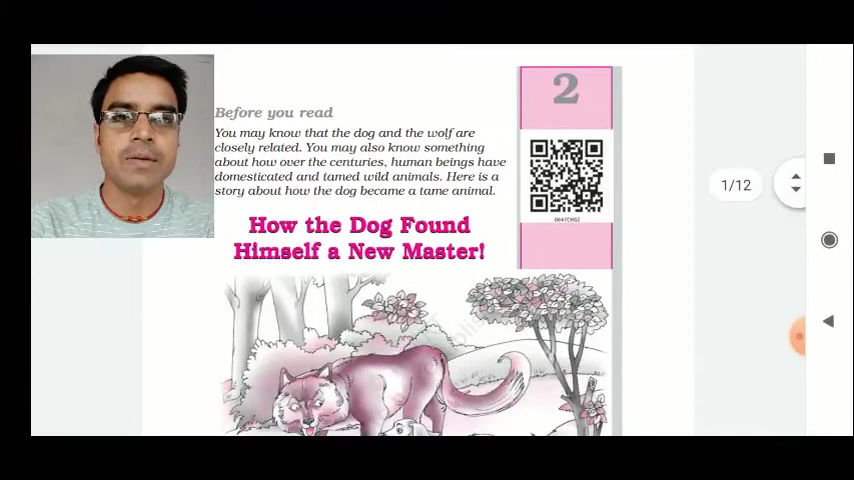 Before you read
You may know that the dog and the wolf are
closely related. You may also know something
about how over the centuries, human beings have
domesticated and tamed wild animals. Here is a
story about how the dog became a tame animal.
How the Dog Found
Himself a New Master!
2
1/12